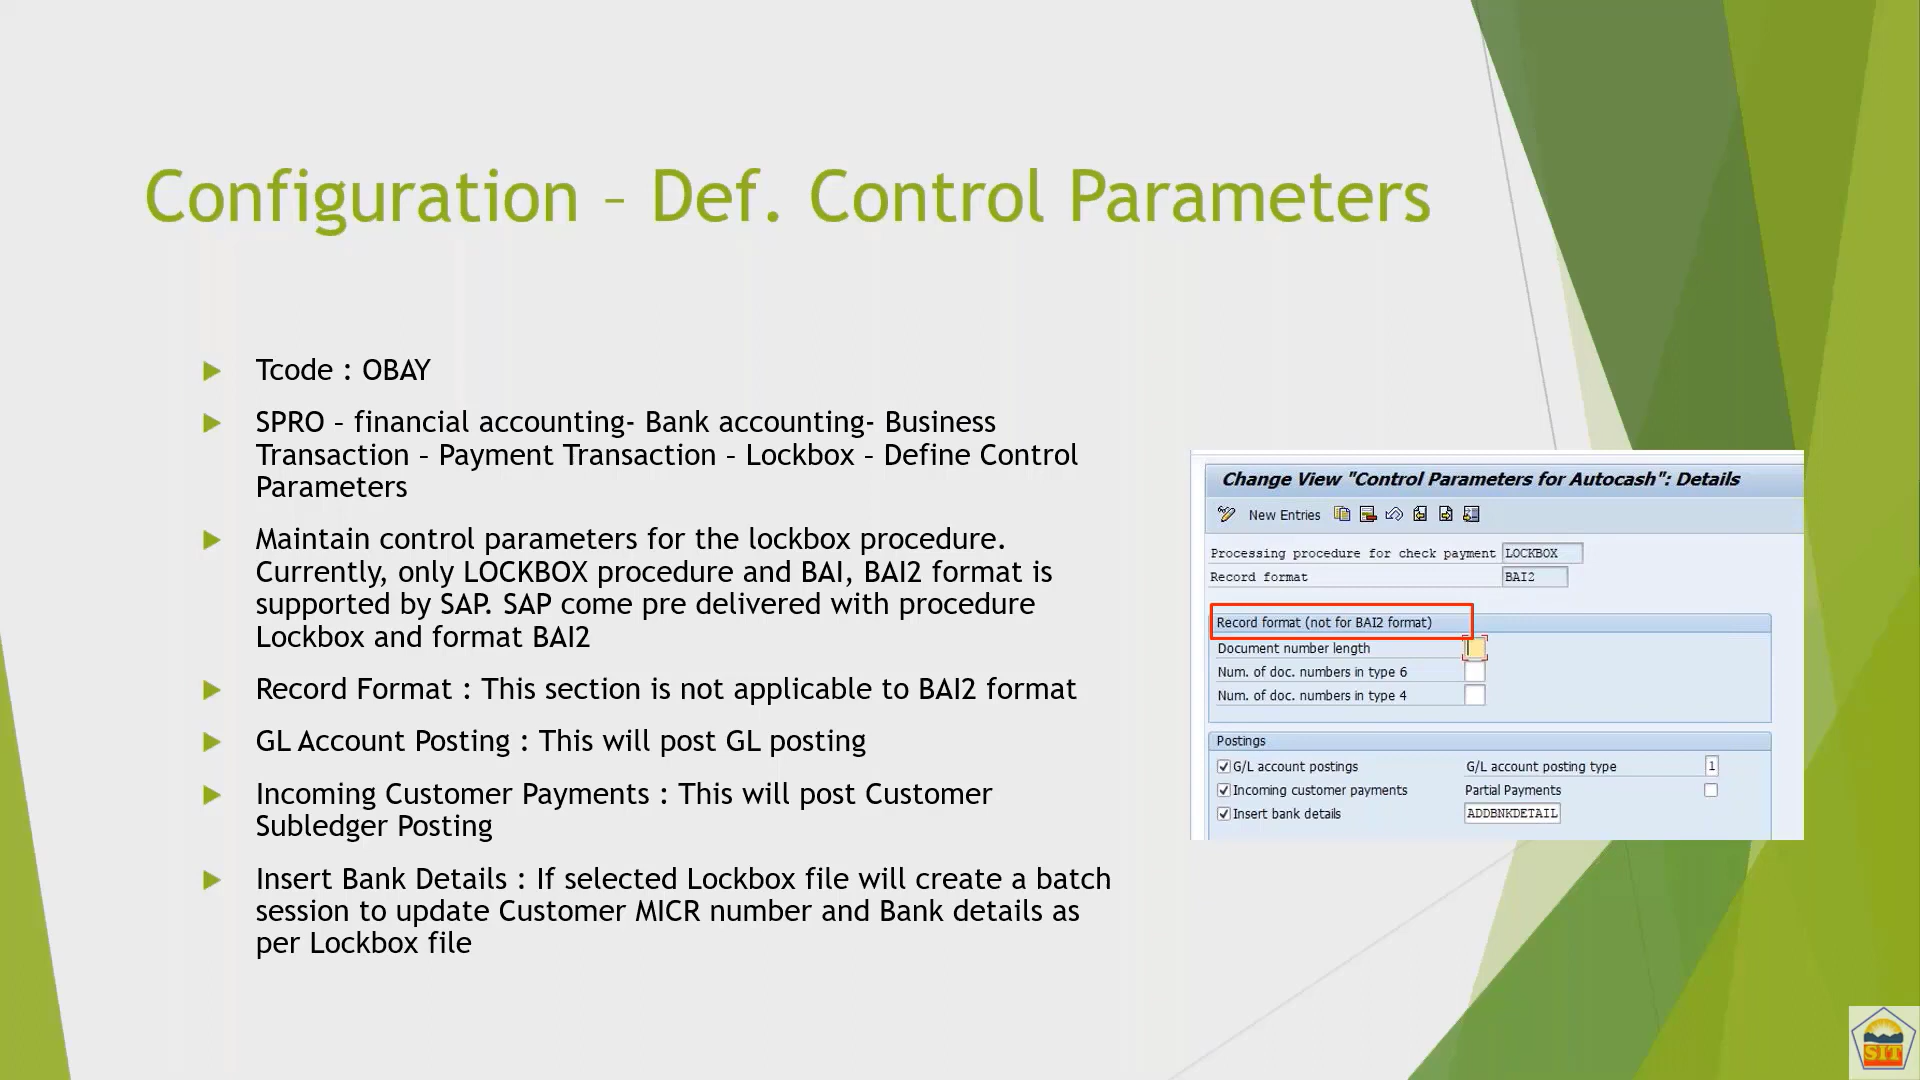 Configuration – Def. Control Parameters
Tcode : OBAY
SPRO – financial accounting- Bank accounting- Business
Transaction – Payment Transaction – Lockbox – Define Control
Parameters
Maintain control parameters for the lockbox procedure.
Currently, only LOCKBOX procedure and BAI, BAI2 format is
supported by SAP. SAP come pre delivered with procedure
Lockbox and format BAI2
Record Format : This section is not applicable to BAI2 format
GL Account Posting : This will post GL posting
Incoming Customer Payments : This will post Customer
Subledger Posting
Insert Bank Details : If selected Lockbox file will create a batch
session to update Customer MICR number and Bank details as
per Lockbox file
Change View "Control Parameters for Autocash": Details
New Entries
Processing procedure for check payment LOCKBOX
Record format BAI2
Record format (not for BAI2 format)
Document number length
Num. of doc. numbers in type 6
Num. of doc. numbers in type 4
Postings
G/L account postings G/L account posting type 1
Incoming customer payments Partial Payments
Insert bank details ADDBNKDETAIL
SIT